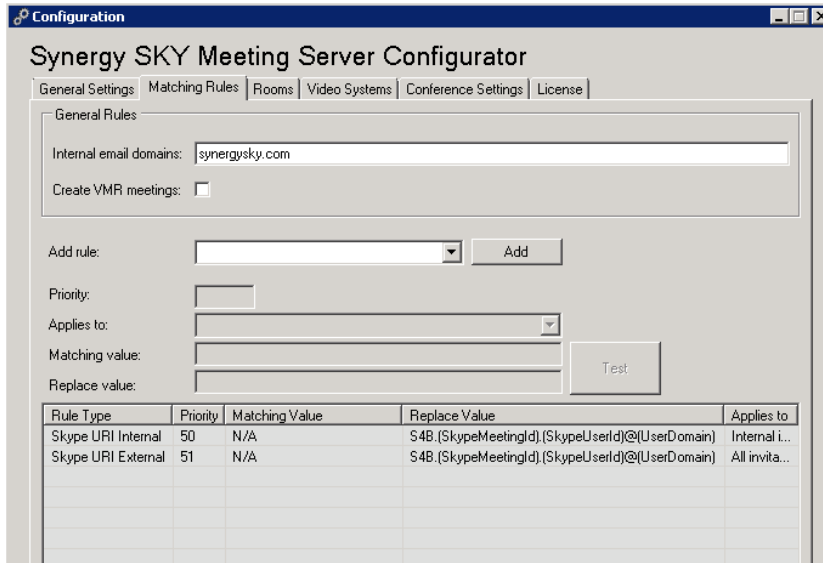 Configuration
Synergy SKY Meeting Server Configurator
General Settings Matching Rules Rooms Video Systems Conference Settings License
General Rules
Internal email domains: synergysky.com
Create VMR meetings:
Add rule: Add
Priority:
Applies to:
Matching value:
Test
Replace value:
Rule Type Priority Matching Value Replace Value Applies to
Skype URI Internal 50 N/A S4B.(SkypeMeetingId).(SkypeUserId)@(UserDomain) Internal i...
Skype URI External 51 N/A S4B.(SkypeMeetingId).(SkypeUserId)@(UserDomain) All invita...